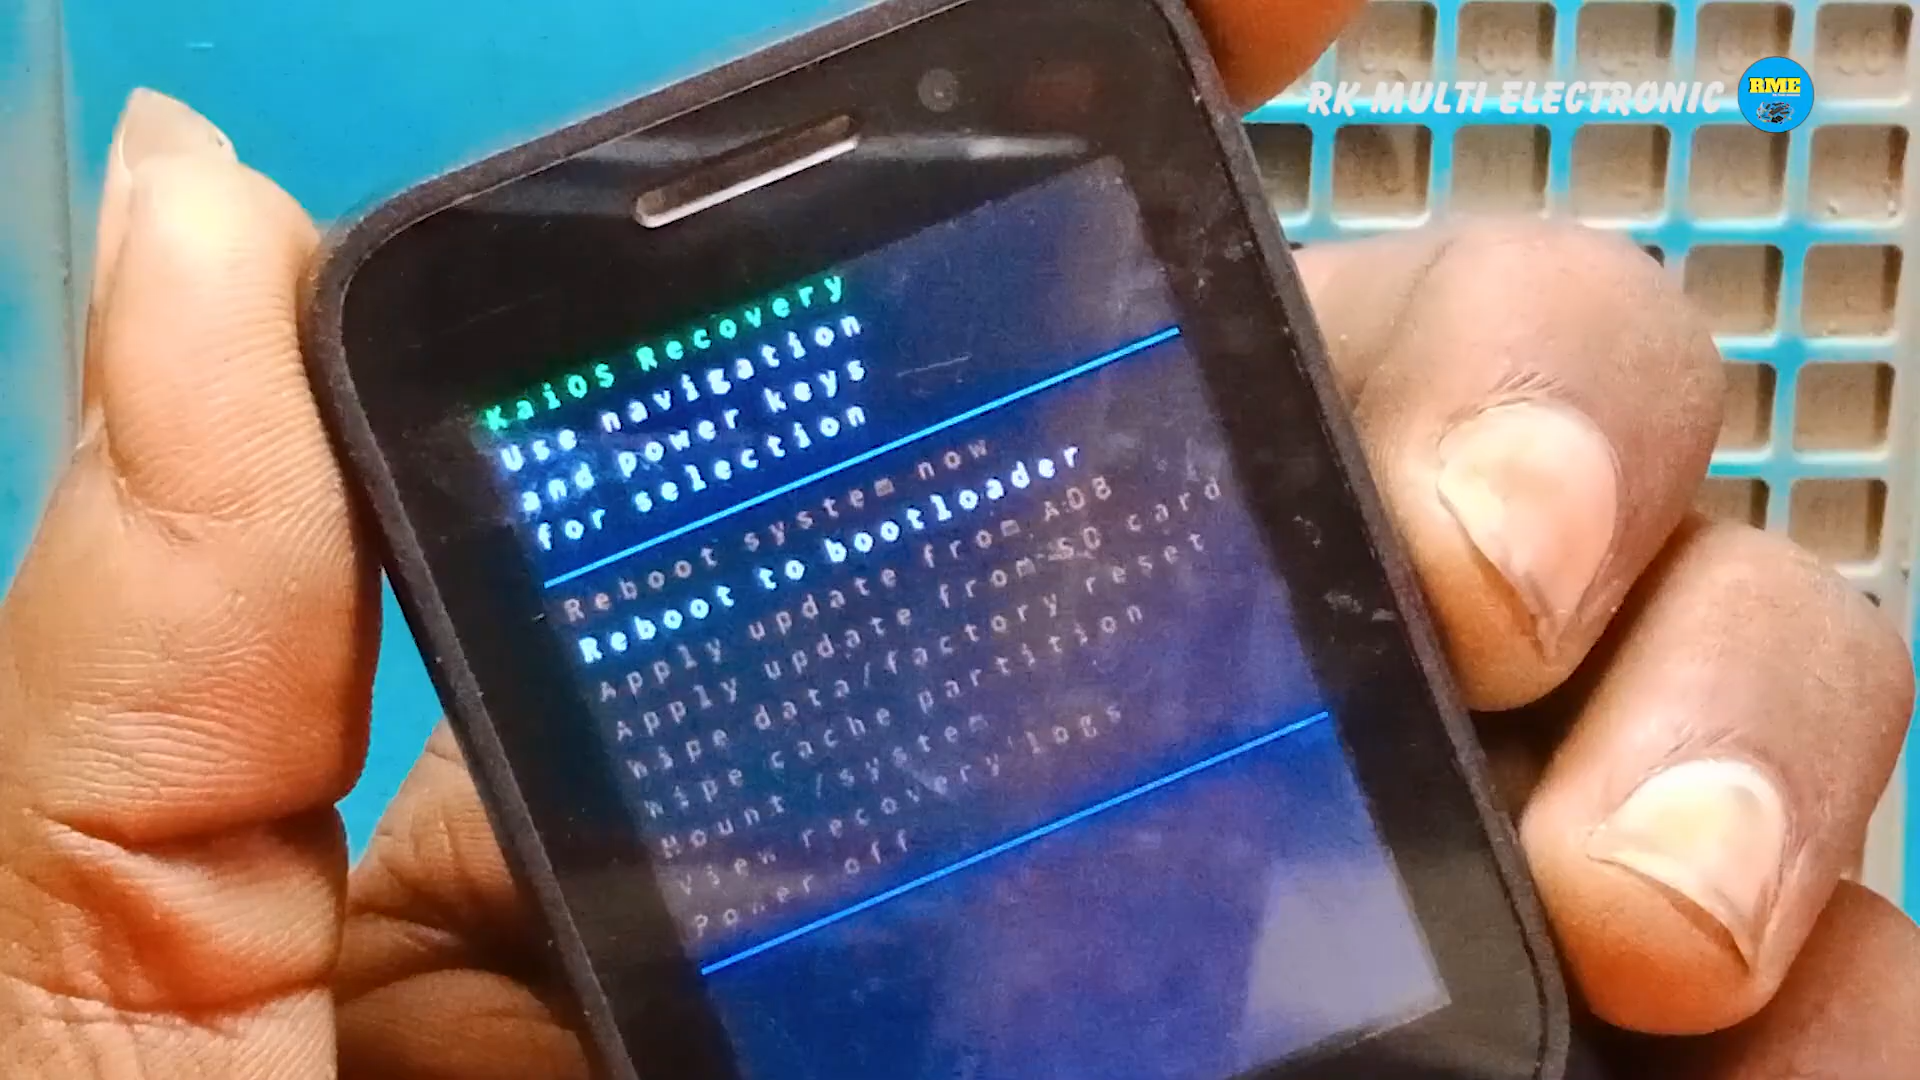 RK MULTI ELECTRONIC
RME
KaiOS Recovery
Use navigation
and power keys
for selection
Reboot system now
Reboot to bootloader
Apply update from ADB
Apply update from SD card
Wipe data/factory reset
Wipe cache partition
Mount /system
View recovery logs
Power off